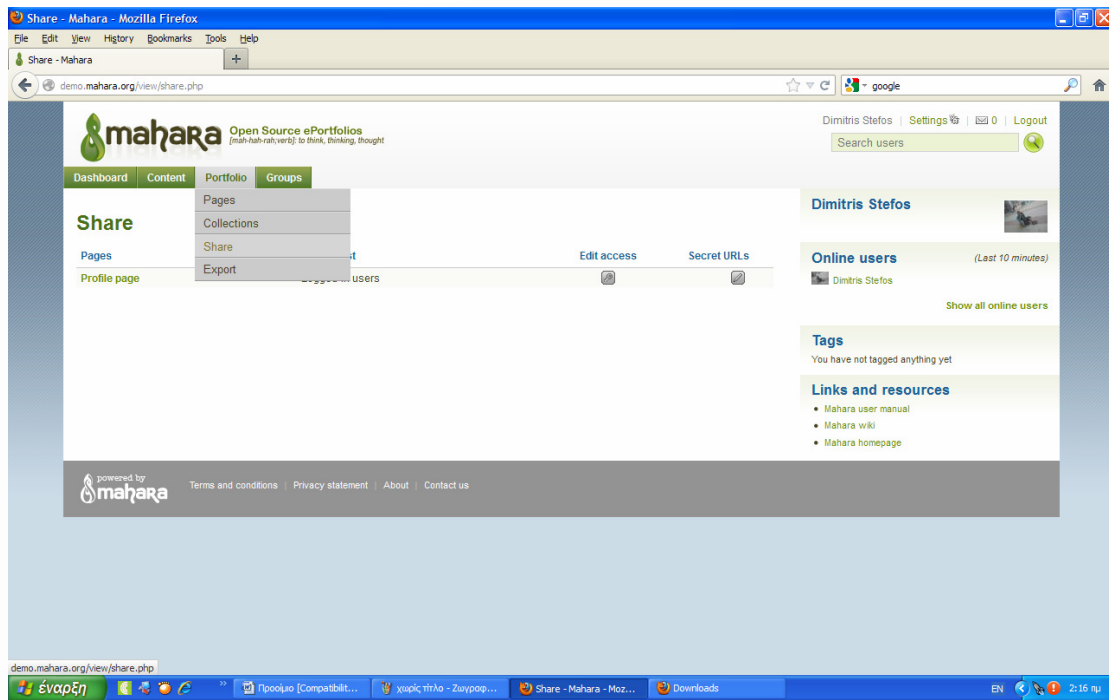 Share - Mahara - Mozilla Firefox
File Edit View History Bookmarks Tools Help
Share - Mahara
demo.mahara.org/view/share.php
google
mahara Open Source ePortfolios
[mah-hah-rah;verb]: to think, thinking, thought
Dimitris Stefos | Settings | 0 | Logout
Search users
Dashboard Content Portfolio Groups
Pages
Collections
Share
Export
Share
Pages
Edit access Secret URLs
Profile page
users
Dimitris Stefos
Online users (Last 10 minutes)
Dimitris Stefos
Show all online users
Tags
You have not tagged anything yet
Links and resources
Mahara user manual
Mahara wiki
Mahara homepage
powered by
mahara
Terms and conditions | Privacy statement | About | Contact us
demo.mahara.org/view/share.php
έναρξη
Προοίμιο [Compatibilit...
χωρίς τίτλο - Ζωγραφ...
Share - Mahara - Moz...
Downloads
EN
2:16 πμ